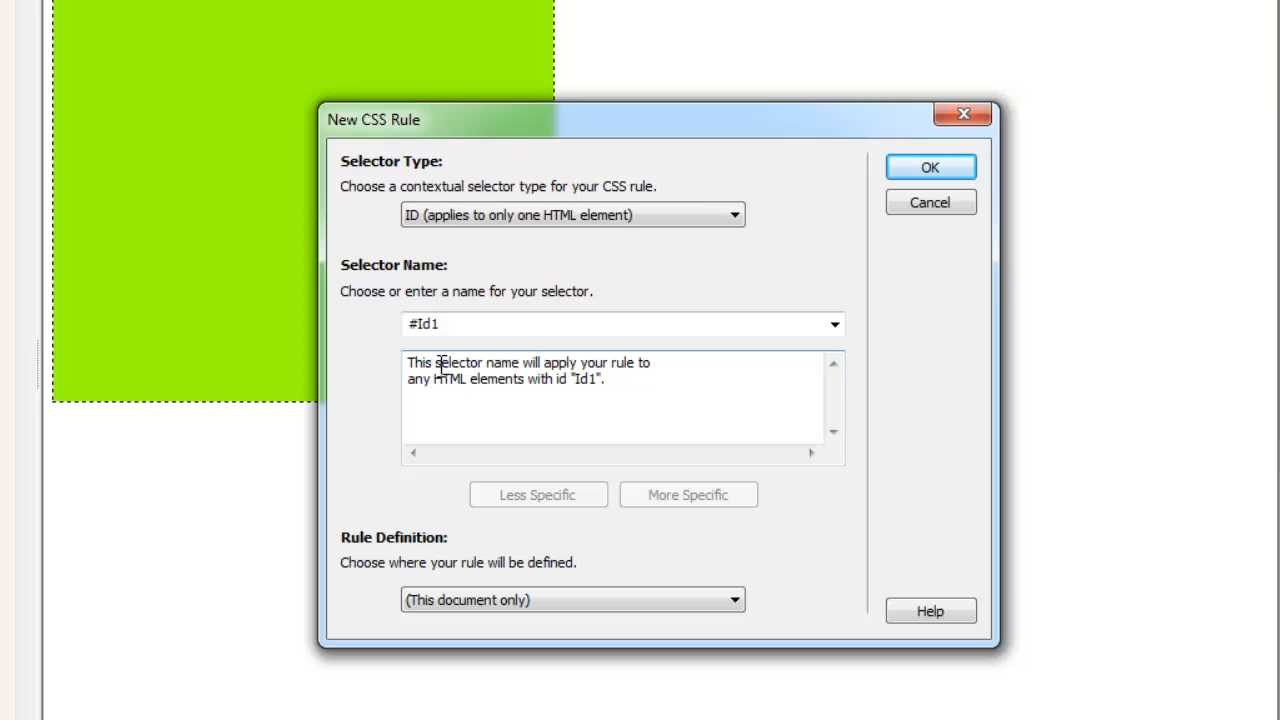 New CSS Rule
Selector Type:
OK
Choose a contextual selector type for your CSS rule.
Cancel
ID (applies to only one HTML element)
Selector Name:
Choose or enter a name for your selector.
#Id1
This selector name will apply your rule to
any HTML elements with id "Id1".
Less Specific
More Specific
Rule Definition:
Choose where your rule will be defined.
(This document only)
Help